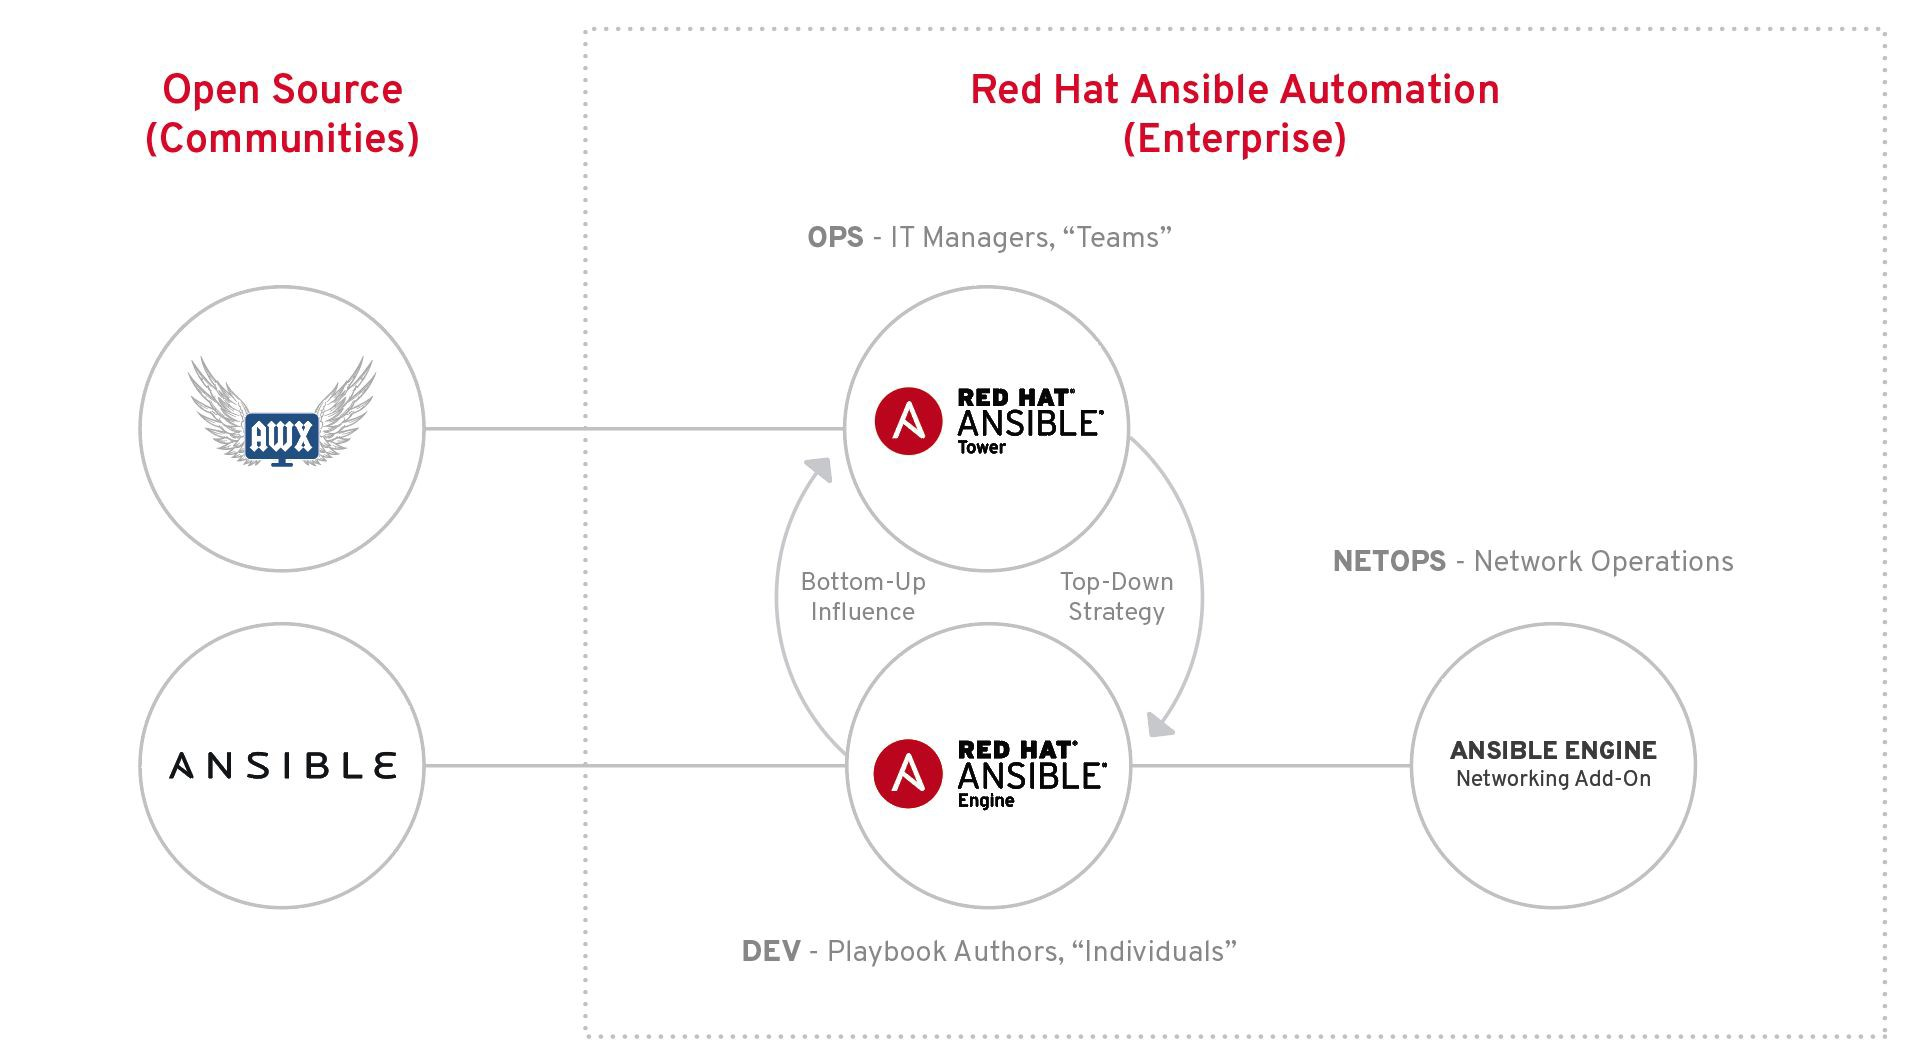 Open Source
(Communities)
Red Hat Ansible Automation
(Enterprise)
OPS - IT Managers, “Teams”
AWX
RED HAT®
ANSIBLE®
Tower
Bottom-Up
Influence
Top-Down
Strategy
NETOPS - Network Operations
ANSIBLE
RED HAT®
ANSIBLE®
Engine
ANSIBLE ENGINE
Networking Add-On
DEV - Playbook Authors, “Individuals”